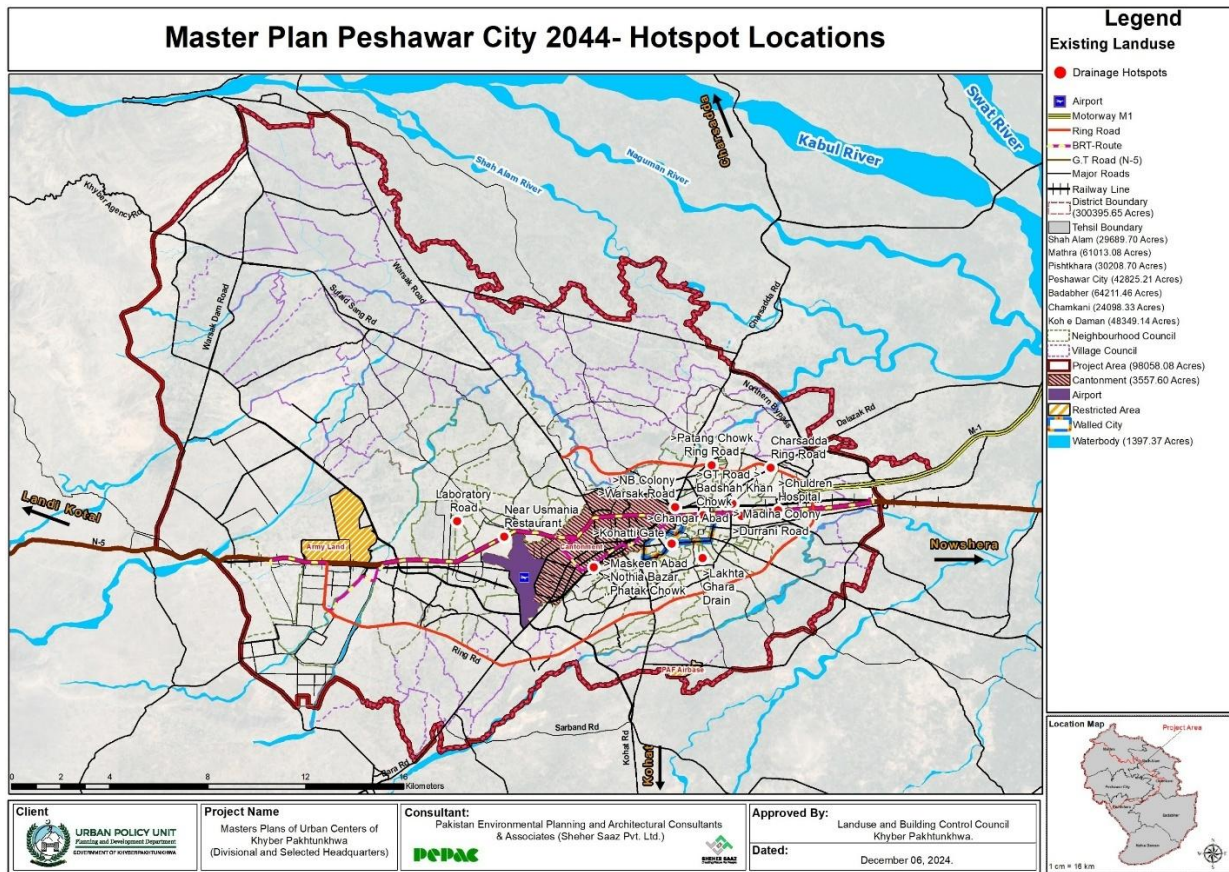 Master Plan Peshawar City 2044- Hotspot Locations
Legend
Existing Landuse
Drainage Hotspots
Airport
Motorway M1
Ring Road
BRT-Route
G.T Road (N-5)
Major Roads
Railway Line
District Boundary
(300395.65 Acres)
Tehsil Boundary
Shah Alam (29689.70 Acres)
Mathra (61013.08 Acres)
Pishtkhara (30208.70 Acres)
Peshawar City (42825.21 Acres)
Badabher (64211.46 Acres)
Chamkani (24098.33 Acres)
Koh e Daman (48349.14 Acres)
Neighbourhood Council
Village Council
Project Area (98058.08 Acres)
Cantonment (3557.60 Acres)
Airport
Restricted Area
Walled City
Waterbody (1397.37 Acres)
Swat River
Kabul River
Charsadda
Naguman River
Shah Alam River
Khyber Agency Rd
Warsak Road
Warsak Dam Road
Sufaid Sang Rd
Charsadda Rd
Northern Bypass
Dalazak Rd
M-1
>Patang Chowk
Ring Road
Charsadda
Ring Road
>NB Colony
Warsak Road
>GT Road
Badshah Khan
Chowk
>Chuldren
Hospital
Laboratory
Road
Near Usmania
Restaurant
>Changar Abad
>Madina Colony
>Konatti Gate
>Durrani Road
Landi Kotal
N-5
Army Land
Cantonment
Nowshera
>Maskeen Abad
Nothia Bazar
Phatak Chowk
>Lakhta
Ghara
Drain
Ring Rd
PAF Airbase
Sarband Rd
Kohat Rd
Kohat
Bara Rd
0 2 4 8 12 16
Kilometers
Location Map
Project Area
Peshawar City
Badabher
1 cm = 16 km
Client
URBAN POLICY UNIT
Planning and Development Department
GOVERNMENT OF KHYBER PAKHTUNKHWA
Project Name
Masters Plans of Urban Centers of
Khyber Pakhtunkhwa
(Divisional and Selected Headquarters)
Consultant:
Pakistan Environmental Planning and Architectural Consultants
& Associates (Sheher Saaz Pvt. Ltd.)
PEPAC
SHEHER SAAZ
Approved By:
Landuse and Building Control Council
Khyber Pakhtunkhwa.
Dated:
December 06, 2024.